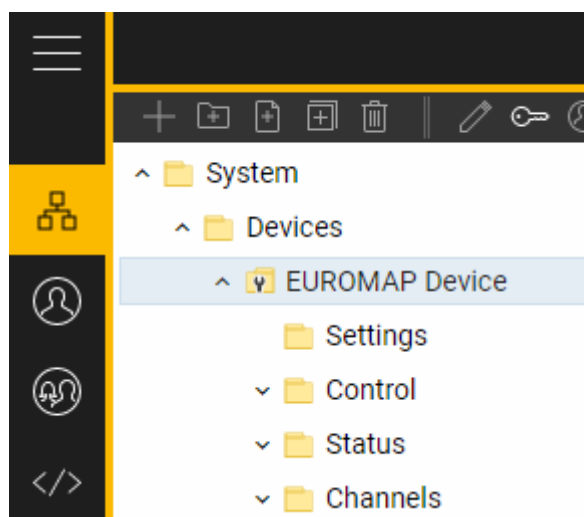 System
Devices
EUROMAP Device
Settings
Control
Status
Channels